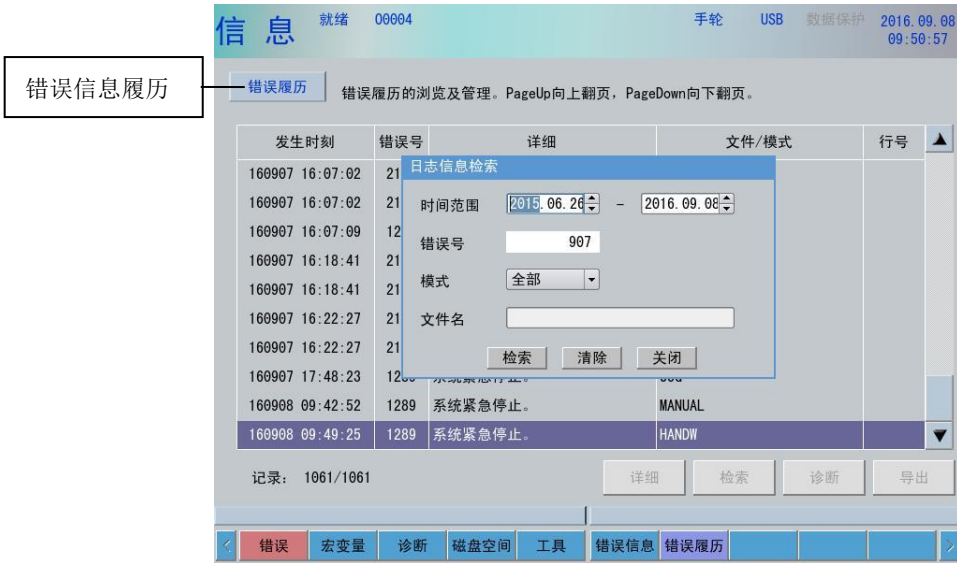 信 息 就绪 O0004 手轮 USB 数据保护 2016.09.08
09:50:57
错误信息履历
错误履历 错误履历的浏览及管理。PageUp向上翻页，PageDown向下翻页。
发生时刻 错误号 详细 文件/模式 行号
160907 16:07:02 21
160907 16:07:02 21
160907 16:07:09 12
160907 16:18:41 21
160907 16:18:41 21
160907 16:22:27 21
160907 16:22:27 21
160907 17:48:23
160908 09:42:52 1289 系统紧急停止。 MANUAL
160908 09:49:25 1289 系统紧急停止。 HANDW
日志信息检索
时间范围 2015.06.26 - 2016.09.08
错误号 907
模式 全部
文件名
检索 清除 关闭
记录: 1061/1061 详细 检索 诊断 导出
< 错误 宏变量 诊断 磁盘空间 工具 错误信息 错误履历 >